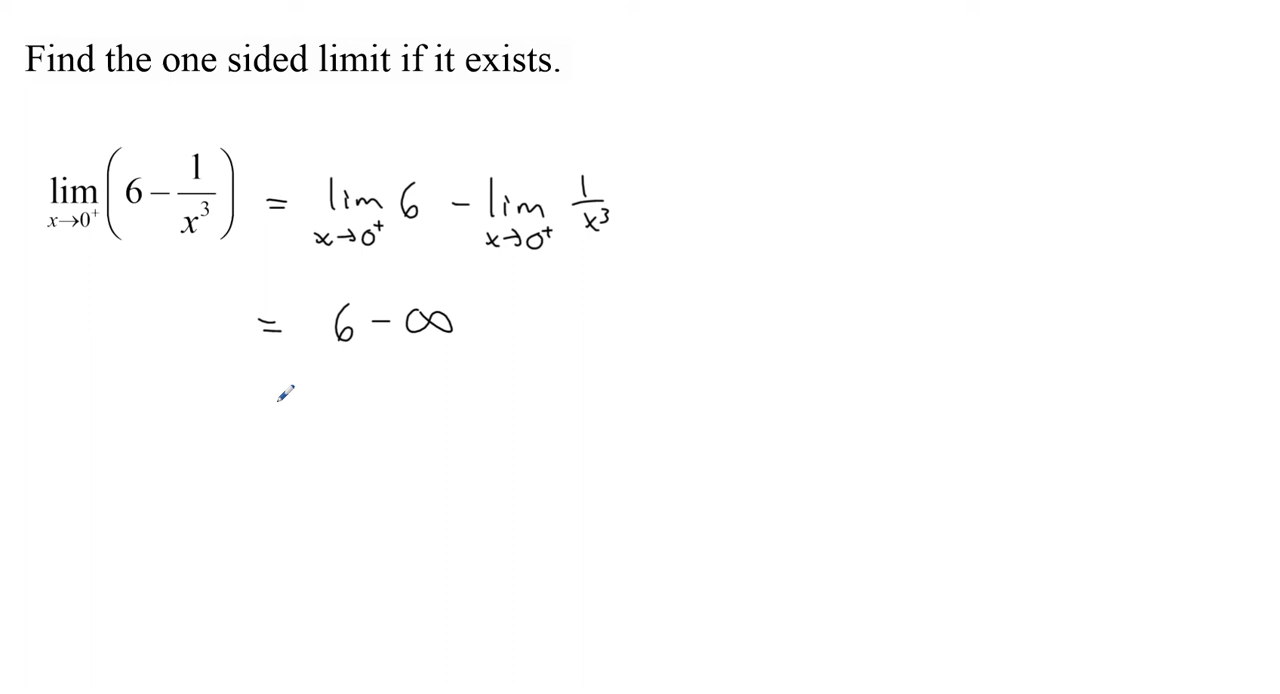 Find the one sided limit if it exists.
lim x→0⁺ (6 − 1/x³) = lim x→0⁺ 6 − lim x→0⁺ 1/x³
= 6 − ∞